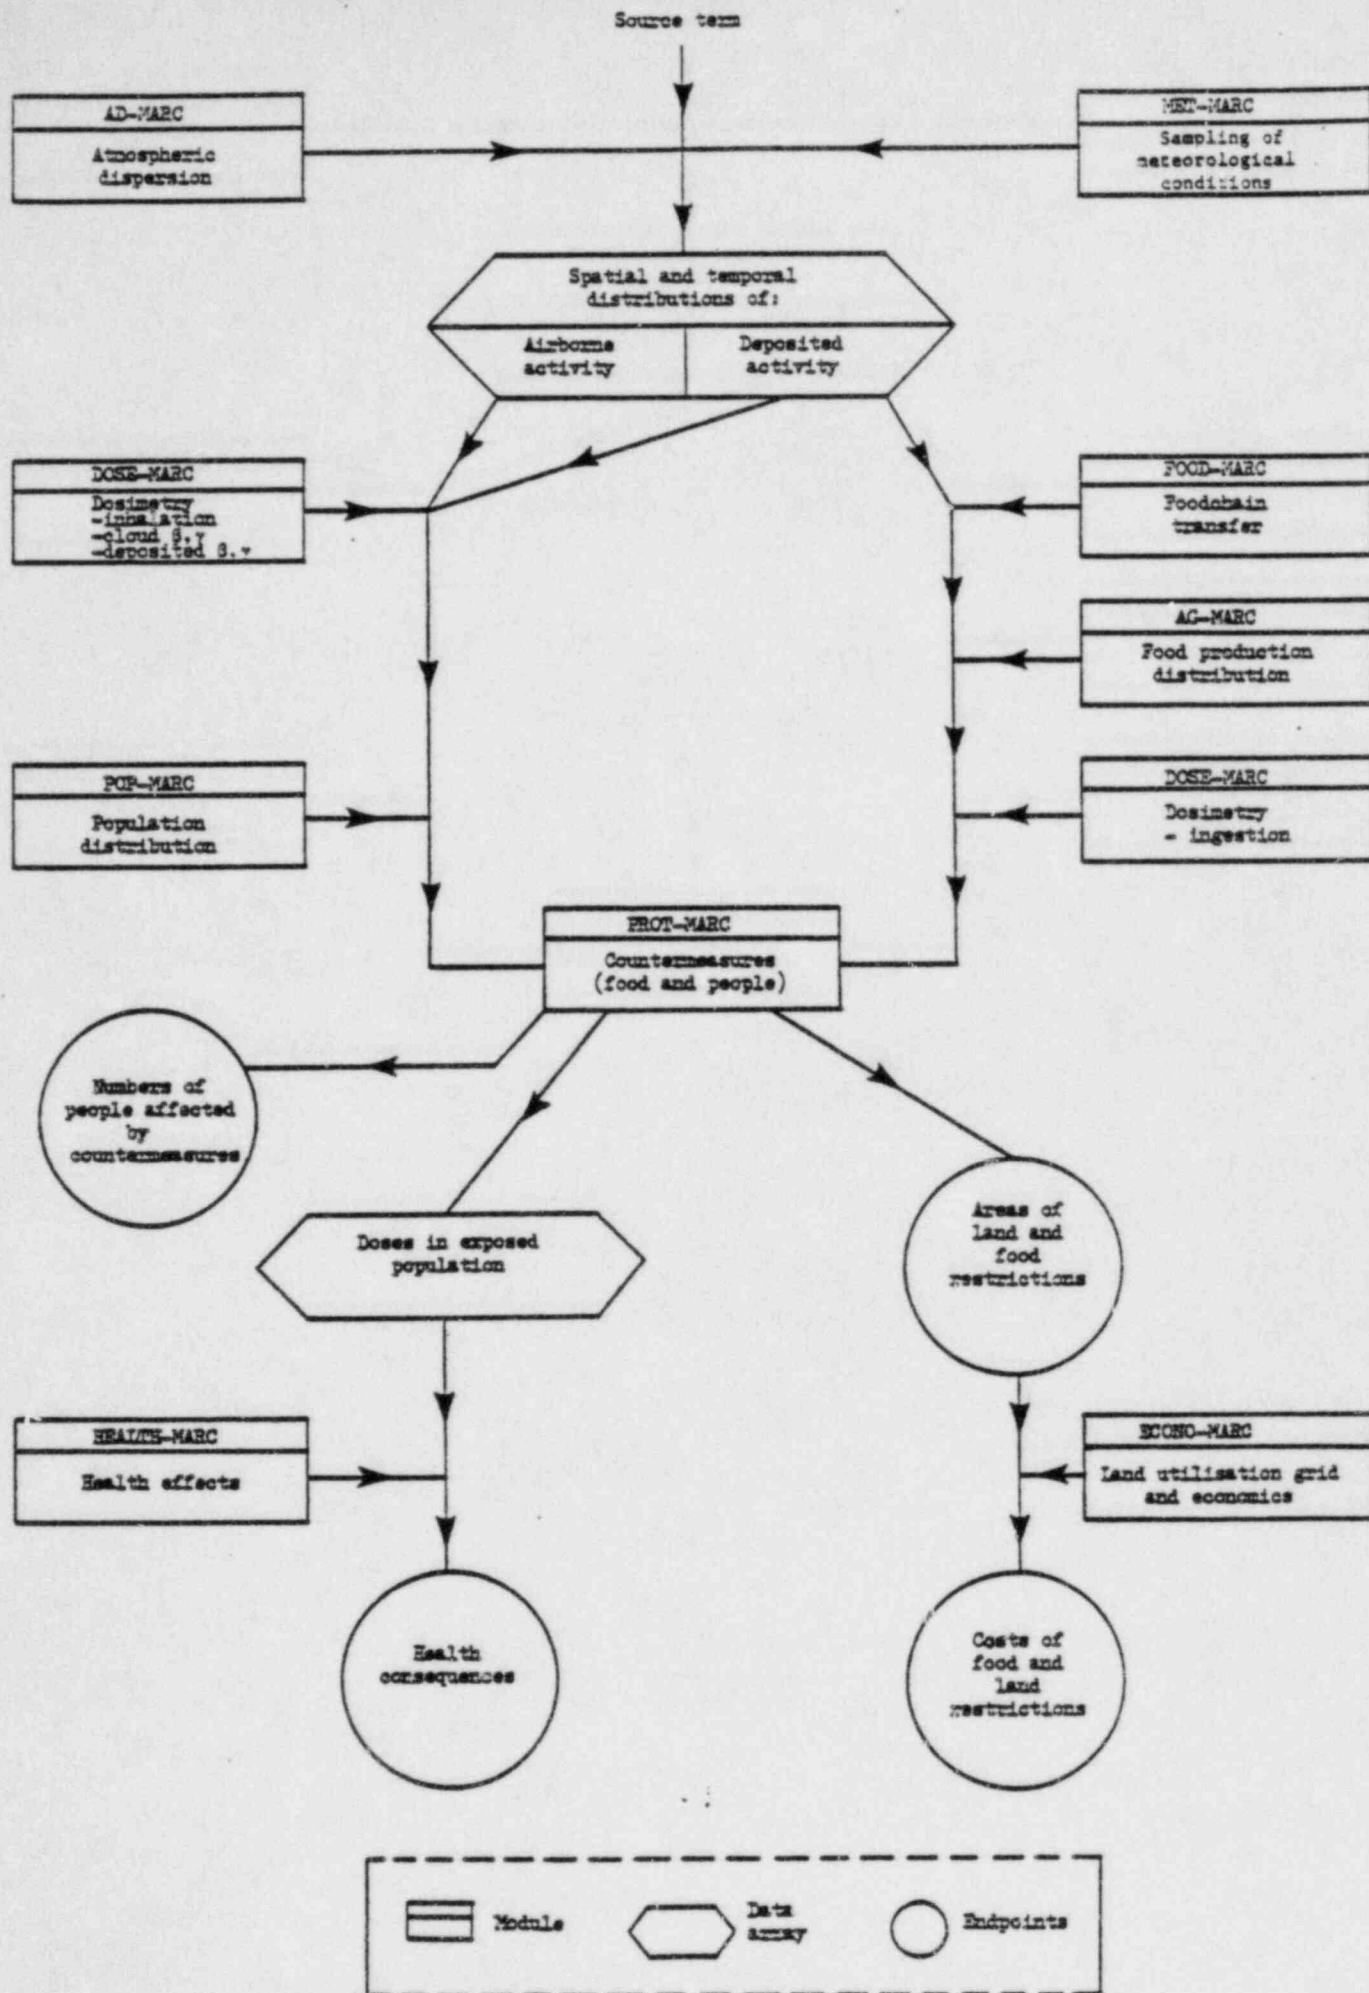 Source term
AD-MARC
Atmospheric
dispersion
MET-MARC
Sampling of
meteorological
conditions
Spatial and temporal
distributions of:
Airborne
activity
Deposited
activity
DOSE-MARC
Dosimetry
-inhalation
-cloud β.γ
-deposited β.γ
FOOD-MARC
Foodchain
transfer
AG-MARC
Food production
distribution
POP-MARC
Population
distribution
DOSE-MARC
Dosimetry
- ingestion
PROT-MARC
Countermeasures
(food and people)
Numbers of
people affected
by
countermeasures
Doses in exposed
population
Areas of
land and
food
restrictions
HEALTH-MARC
Health effects
ECONO-MARC
Land utilisation grid
and economics
Health
consequences
Costs of
food and
land
restrictions
Module
Data
array
Endpoints